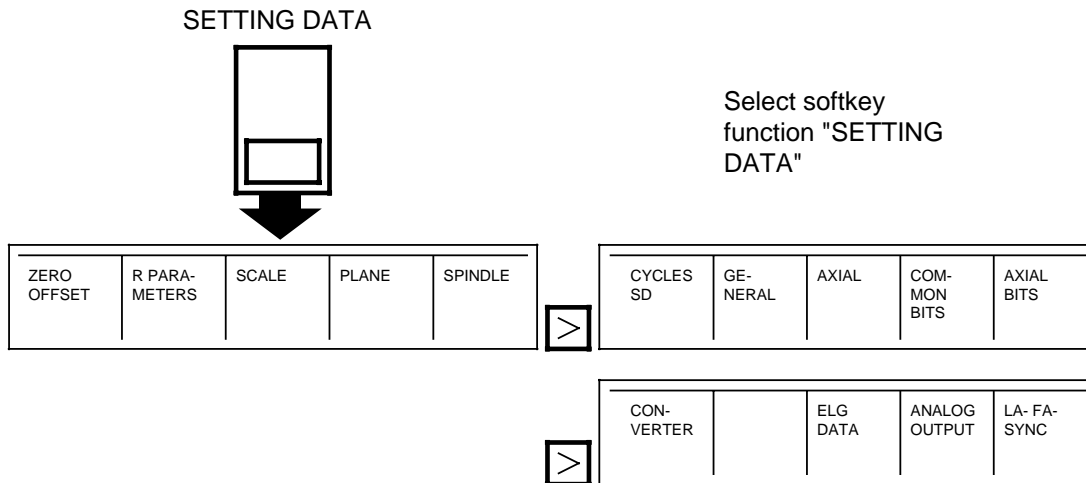 SETTING DATA
Select softkey
function "SETTING
DATA"
ZERO
OFFSET
R PARA-
METERS
SCALE
PLANE
SPINDLE
>
CYCLES
SD
GE-
NERAL
AXIAL
COM-
MON
BITS
AXIAL
BITS
>
CON-
VERTER
ELG
DATA
ANALOG
OUTPUT
LA- FA-
SYNC